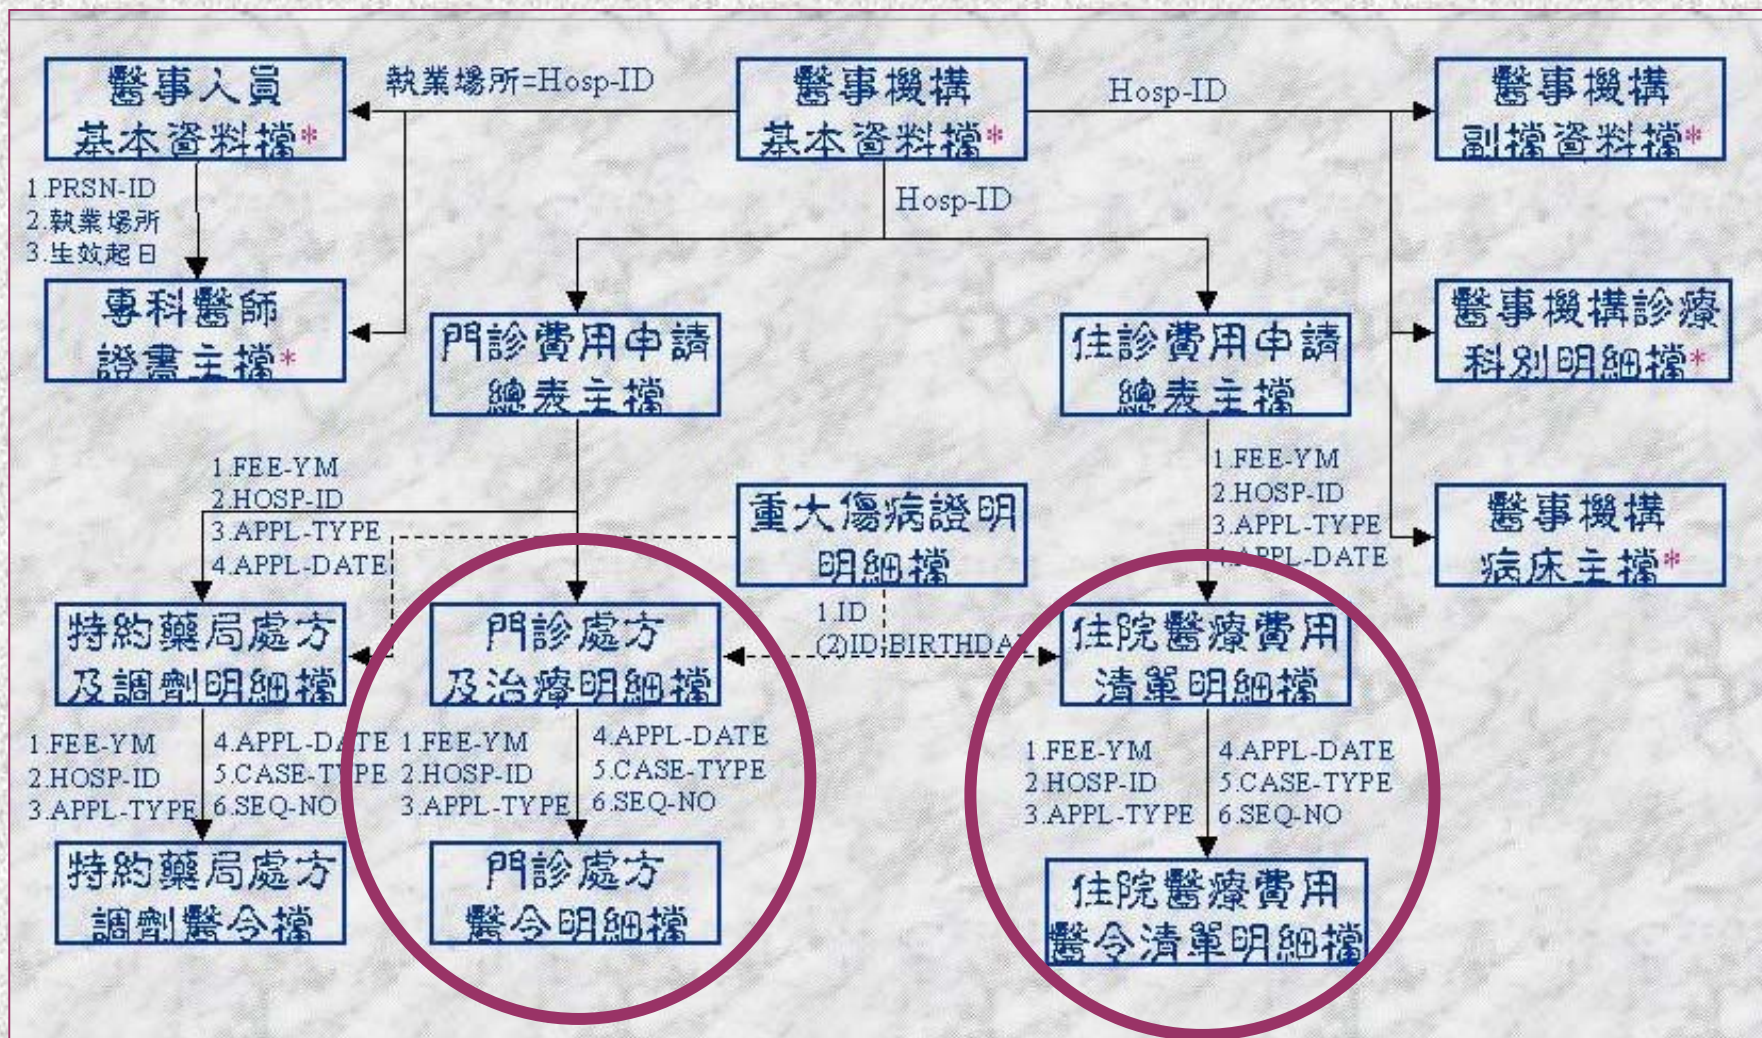 醫事人員
基本資料檔*
執業場所=Hosp-ID
醫事機構
基本資料檔*
Hosp-ID
醫事機構
副檔資料檔*
1.PRSN-ID
2.執業場所
3.生效起日
Hosp-ID
專科醫師
證書主檔*
門診費用申請
總表主檔
住診費用申請
總表主檔
醫事機構診療
科別明細檔*
1.FEE-YM
2.HOSP-ID
3.APPL-TYPE
4.APPL-DATE
重大傷病證明
明細檔
1.FEE-YM
2.HOSP-ID
3.APPL-TYPE
4.APPL-DATE
醫事機構
病床主檔*
1.ID
(2)ID,BIRTHDAY
特約藥局處方
及調劑明細檔
門診處方
及治療明細檔
住院醫療費用
清單明細檔
1.FEE-YM
2.HOSP-ID
3.APPL-TYPE
4.APPL-DATE
5.CASE-TYPE
6.SEQ-NO
1.FEE-YM
2.HOSP-ID
3.APPL-TYPE
4.APPL-DATE
5.CASE-TYPE
6.SEQ-NO
1.FEE-YM
2.HOSP-ID
3.APPL-TYPE
4.APPL-DATE
5.CASE-TYPE
6.SEQ-NO
特約藥局處方
調劑醫令檔
門診處方
醫令明細檔
住院醫療費用
醫令清單明細檔